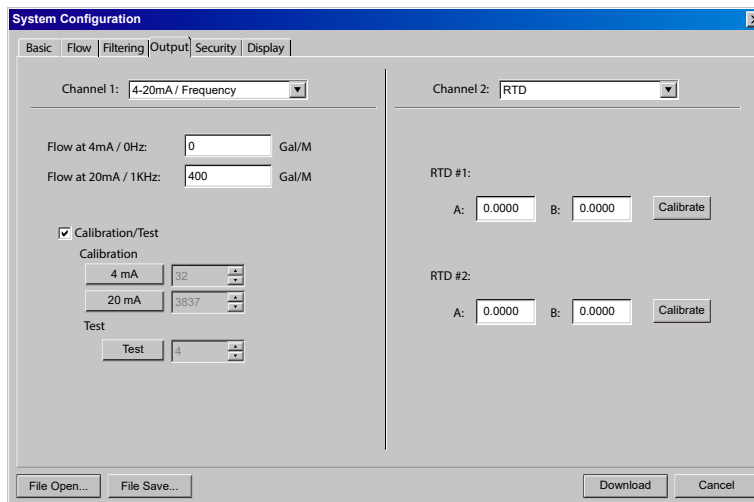 System Configuration
Basic Flow Filtering Output Security Display
Channel 1: 4-20mA / Frequency
Flow at 4mA / 0Hz: 0 Gal/M
Flow at 20mA / 1KHz: 400 Gal/M
Calibration/Test
Calibration
4 mA 32
20 mA 3837
Test
Test 4
Channel 2: RTD
RTD #1:
A: 0.0000 B: 0.0000 Calibrate
RTD #2:
A: 0.0000 B: 0.0000 Calibrate
File Open... File Save... Download Cancel